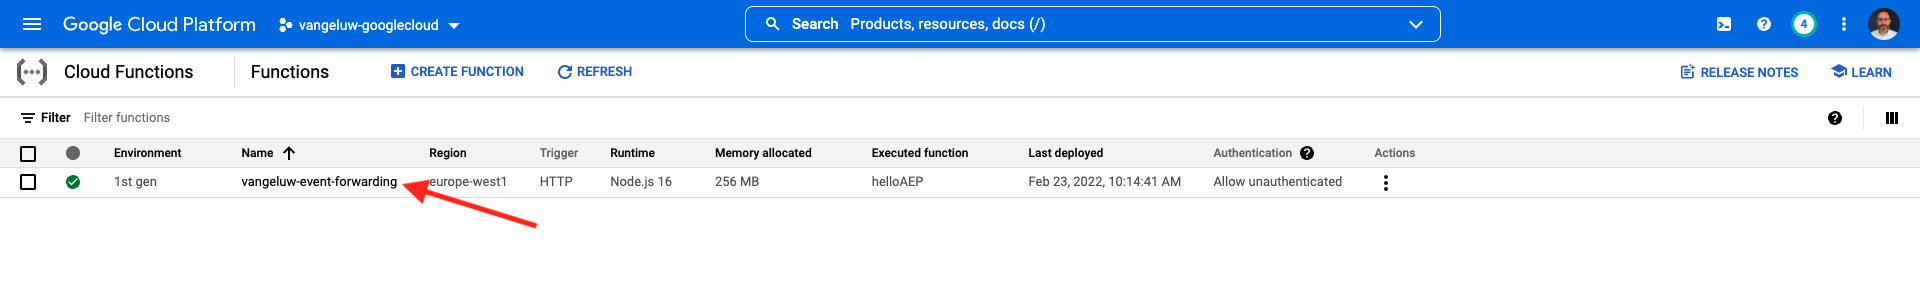 Google Cloud Platform vangeluw-googlecloud Search Products, resources, docs (/) 4
Cloud Functions Functions CREATE FUNCTION REFRESH RELEASE NOTES LEARN
Filter Filter functions
Environment Name Region Trigger Runtime Memory allocated Executed function Last deployed Authentication Actions
1st gen vangeluw-event-forwarding europe-west1 HTTP Node.js 16 256 MB helloAEP Feb 23, 2022, 10:14:41 AM Allow unauthenticated